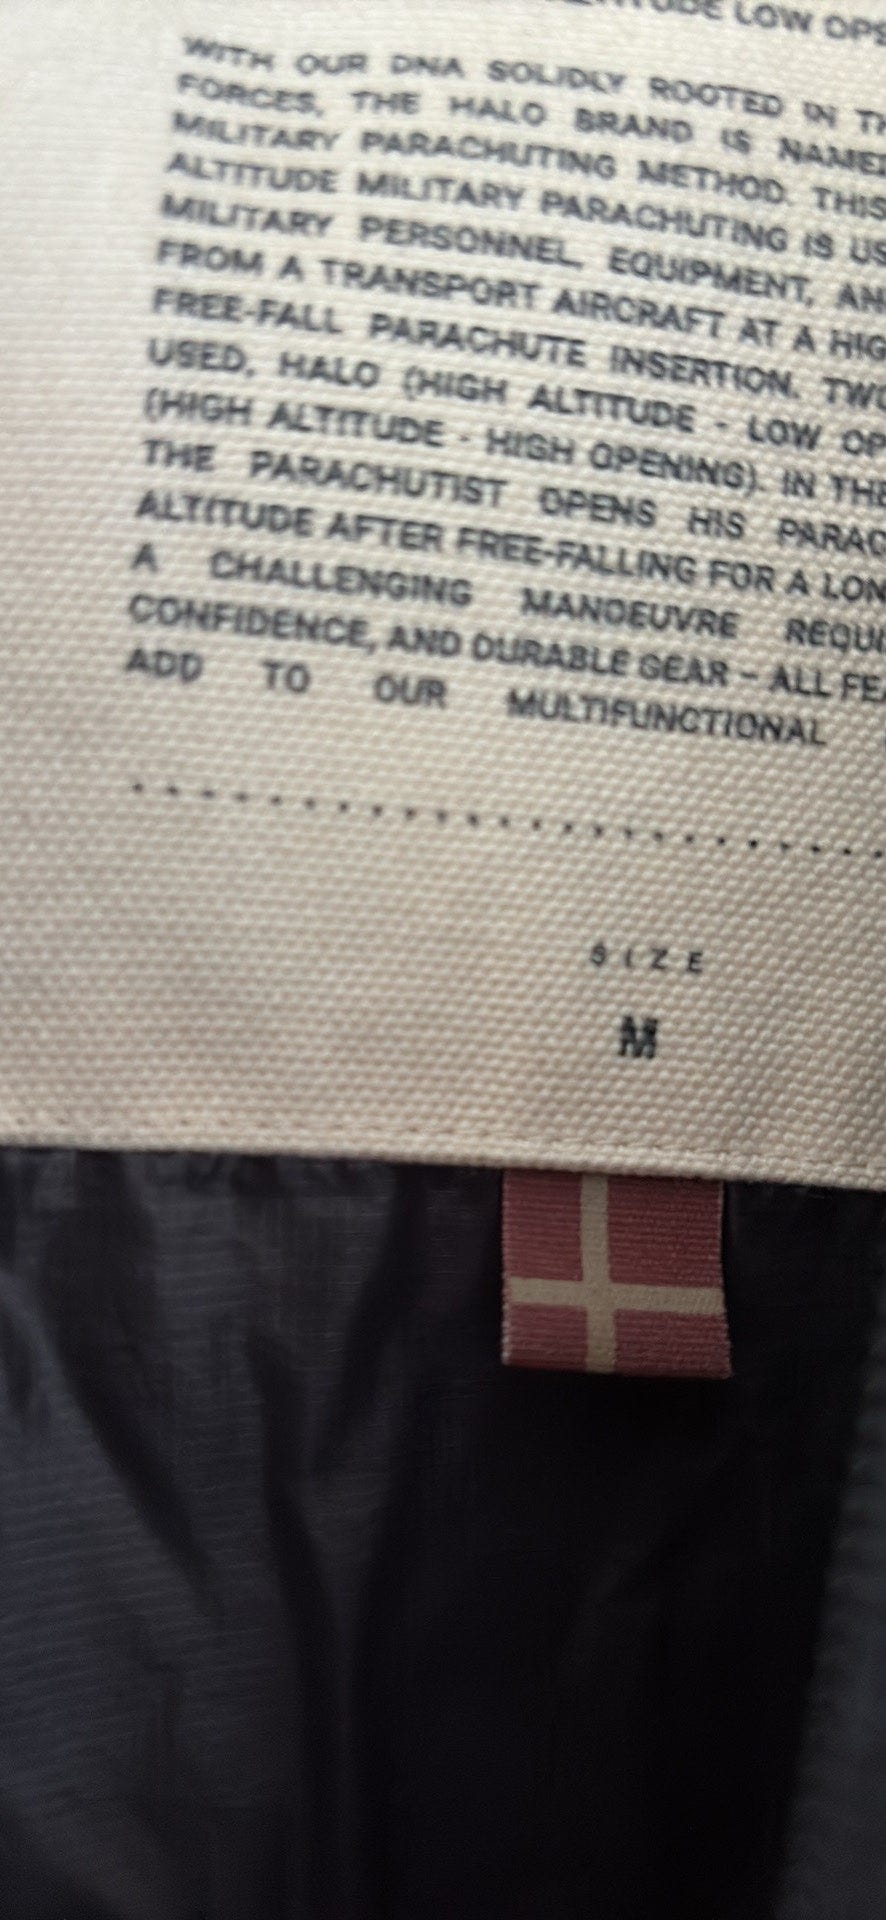 LOW OPS
WITH OUR DNA SOLIDLY ROOTED IN
FORCES, THE HALO BRAND IS NAMED
MILITARY PARACHUTING METHOD. THIS
ALTITUDE MILITARY PARACHUTING IS
MILITARY PERSONNEL, EQUIPMENT,
FROM A TRANSPORT AIRCRAFT AT A
FREE-FALL PARACHUTE INSERTION.
USED, HALO (HIGH ALTITUDE - LOW
(HIGH ALTITUDE - HIGH OPENING). IN
THE PARACHUTIST OPENS HIS
ALTITUDE AFTER FREE-FALLING FOR A
A CHALLENGING MANOEUVRE
CONFIDENCE, AND DURABLE GEAR – ALL
ADD TO OUR MULTIFUNCTIONAL
SIZE
M